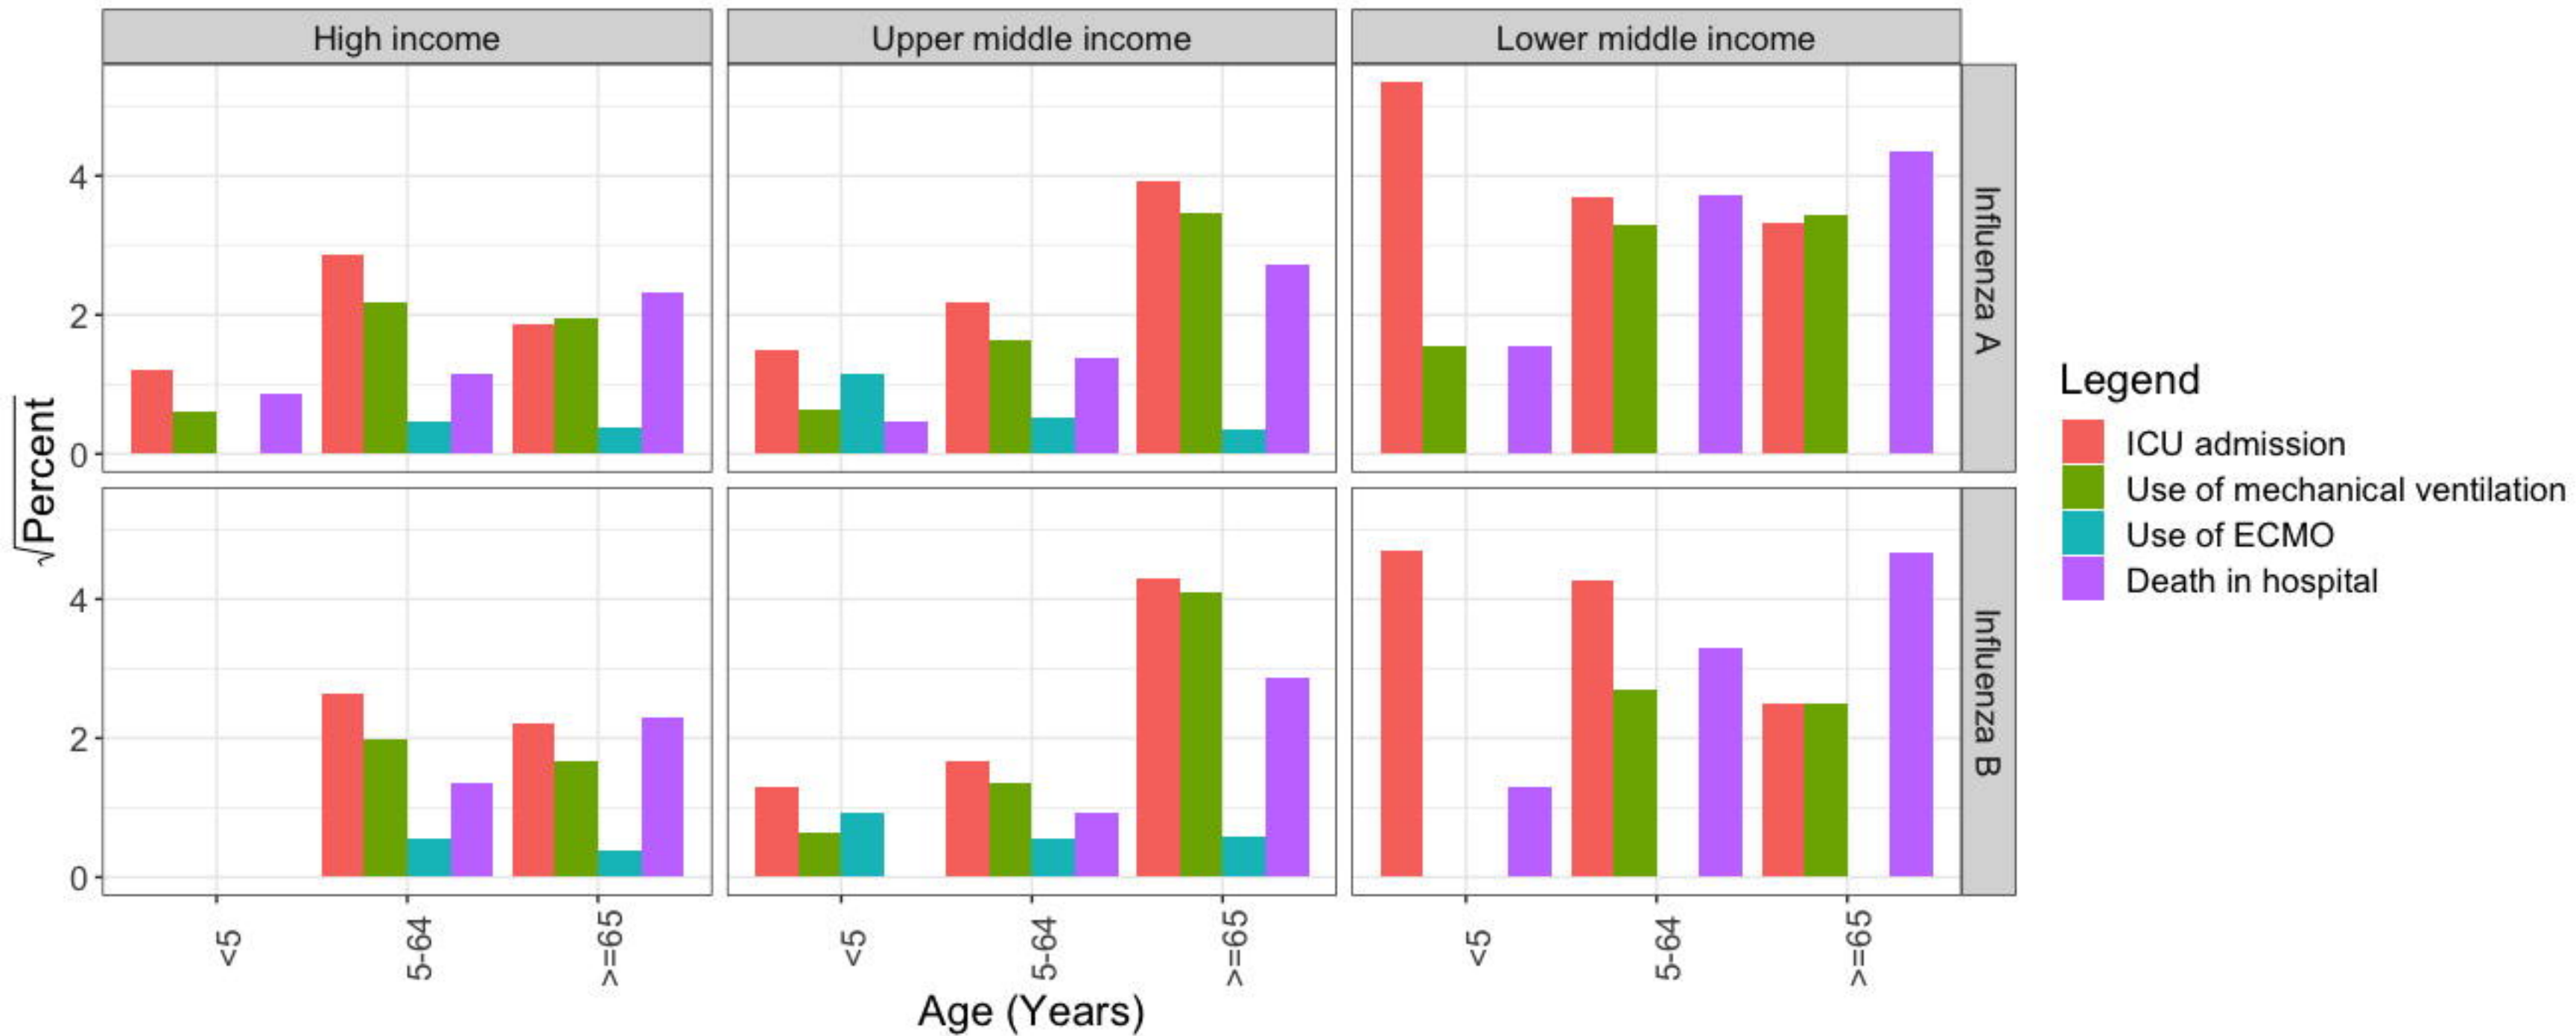 High income
Upper middle income
Lower middle income
4
2
0
Influenza A
4
2
0
Influenza B
√Percent
<5
5-64
>=65
<5
5-64
>=65
<5
5-64
>=65
Age (Years)
Legend
ICU admission
Use of mechanical ventilation
Use of ECMO
Death in hospital